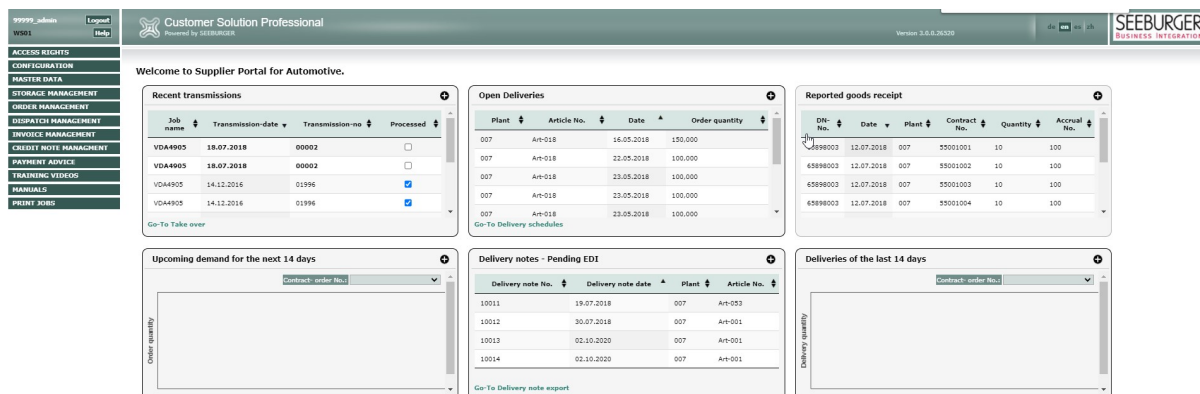 99999_admin Logout
WS01 Help
Customer Solution Professional
Powered by SEEBURGER
Version 3.0.0.26520
de en es zh
SEEBURGER
BUSINESS INTEGRATION
ACCESS RIGHTS
CONFIGURATION
MASTER DATA
STORAGE MANAGEMENT
ORDER MANAGEMENT
DISPATCH MANAGEMENT
INVOICE MANAGEMENT
CREDIT NOTE MANAGMENT
PAYMENT ADVICE
TRAINING VIDEOS
MANUALS
PRINT JOBS
Welcome to Supplier Portal for Automotive.
Recent transmissions
Job name Transmission-date Transmission-no Processed
VDA4905 18.07.2018 00002
VDA4905 18.07.2018 00002
VDA4905 14.12.2016 01996
VDA4905 14.12.2016 01996
Go-To Take over
Open Deliveries
Plant Article No. Date Order quantity
007 Art-018 16.05.2018 150,000
007 Art-018 22.05.2018 100,000
007 Art-018 23.05.2018 100,000
007 Art-018 23.05.2018 100,000
007 Art-018 23.05.2018 100,000
Go-To Delivery schedules
Reported goods receipt
DN-No. Date Plant Contract No. Quantity Accrual No.
65898003 12.07.2018 007 55001001 10 100
65898003 12.07.2018 007 55001002 10 100
65898003 12.07.2018 007 55001003 10 100
65898003 12.07.2018 007 55001004 10 100
Upcoming demand for the next 14 days
Contract- order No.:
Order quantity
Delivery notes - Pending EDI
Delivery note No. Delivery note date Plant Article No.
10011 19.07.2018 007 Art-053
10012 30.07.2018 007 Art-001
10013 02.10.2020 007 Art-001
10014 02.10.2020 007 Art-001
Go-To Delivery note export
Deliveries of the last 14 days
Contract- order No.:
Delivery quantity